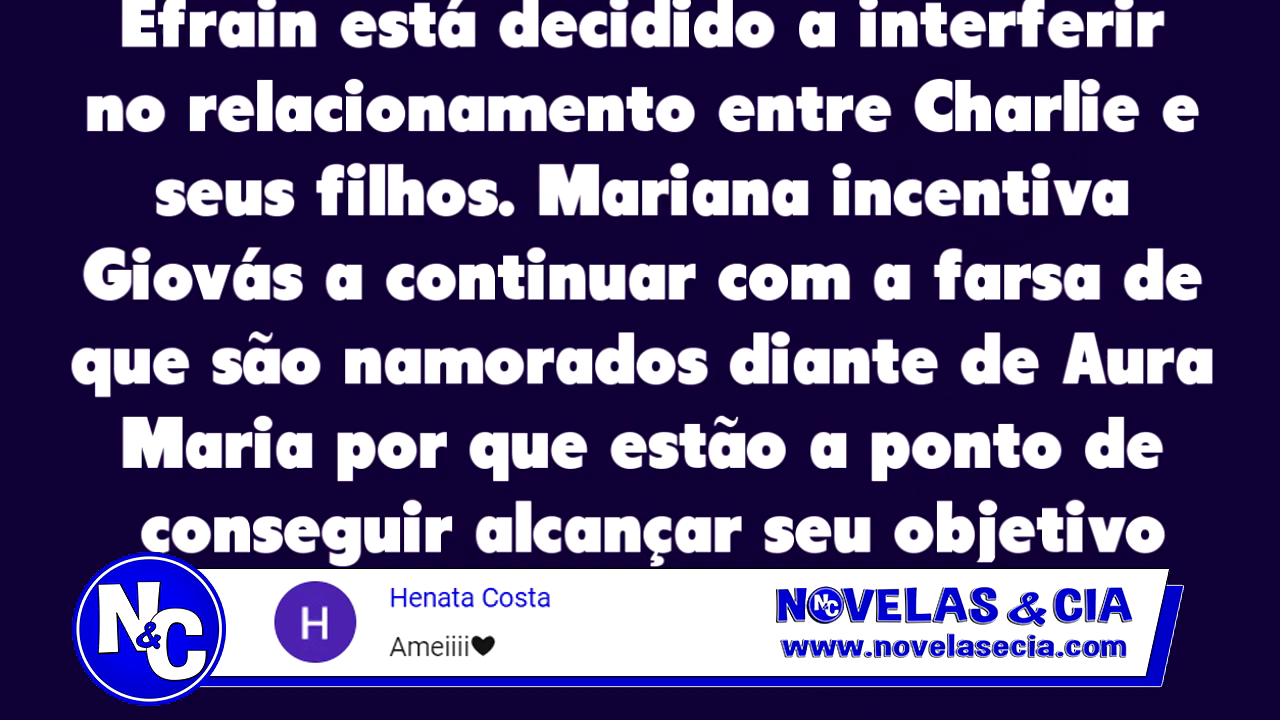 Efrain está decidido a interferir
no relacionamento entre Charlie e
seus filhos. Mariana incentiva
Giovás a continuar com a farsa de
que são namorados diante de Aura
Maria por que estão a ponto de
conseguir alcançar seu objetivo
N&C
H
Henata Costa
Ameiiii🖤
NOVELAS & CIA
www.novelasecia.com